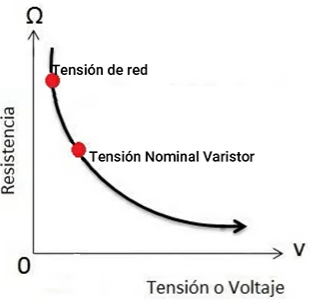 Ω
Tensión de red
Tensión Nominal Varistor
Resistencia
0
V
Tensión o Voltaje